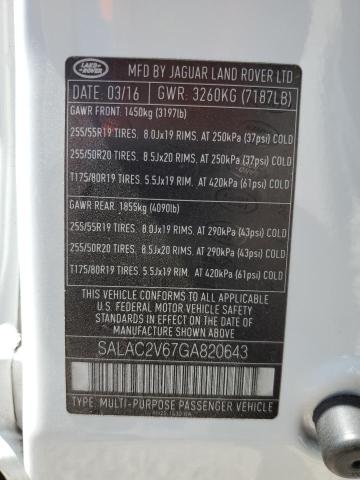 LAND ROVER
MFD BY JAGUAR LAND ROVER LTD
DATE: 03/16 GWR: 3260KG (7187LB)
GAWR FRONT: 1450kg (3197lb)
255/55R19 TIRES. 8.0Jx19 RIMS. AT 250kPa (37psi) COLD
255/50R20 TIRES. 8.5Jx20 RIMS. AT 250kPa (37psi) COLD
T175/80R19 TIRES. 5.5Jx19 RIM. AT 420kPa (61psi) COLD
GAWR REAR: 1855kg (4090lb)
255/55R19 TIRES. 8.0Jx19 RIMS. AT 290kPa (43psi) COLD
255/50R20 TIRES. 8.5Jx20 RIMS. AT 290kPa (43psi) COLD
T175/80R19 TIRES. 5.5Jx19 RIM. AT 420kPa (61psi) COLD
THIS VEHICLE CONFORMS TO ALL APPLICABLE
U.S. FEDERAL MOTOR VEHICLE SAFETY
STANDARDS IN EFFECT ON THE DATE OF
MANUFACTURE SHOWN ABOVE
SALAC2V67GA820643
TYPE: MULTI-PURPOSE PASSENGER VEHICLE